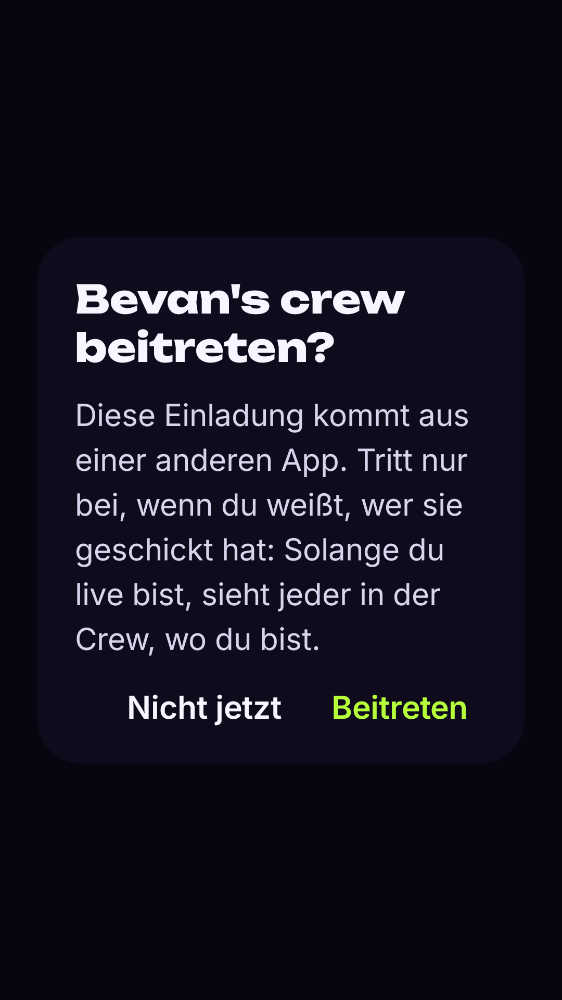 Bevan's crew
beitreten?
Diese Einladung kommt aus
einer anderen App. Tritt nur
bei, wenn du weißt, wer sie
geschickt hat: Solange du
live bist, sieht jeder in der
Crew, wo du bist.
Nicht jetzt Beitreten